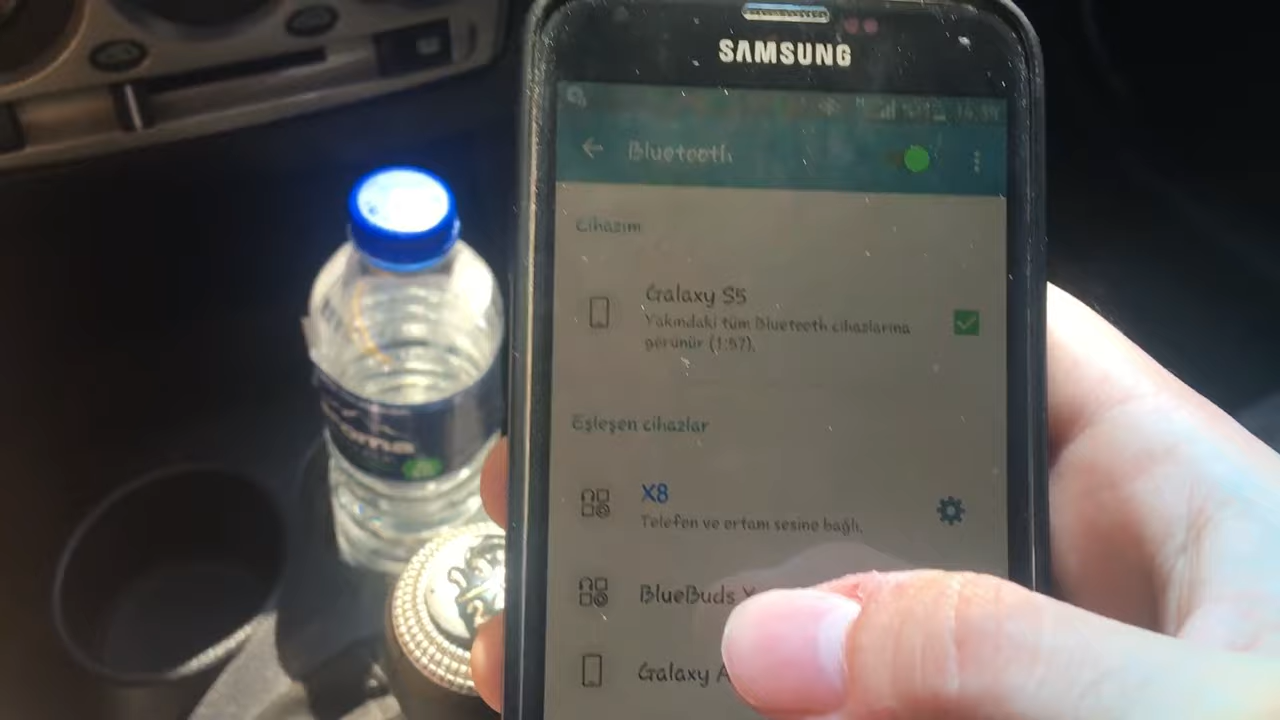 SAMSUNG
Bluetooth
Cihazım
Galaxy S5
Yakındaki tüm Bluetooth cihazlarına
görünür (1:57).
Eşleşen cihazlar
X8
Telefon ve ortam sesine bağlı.
BlueBuds
Galaxy A